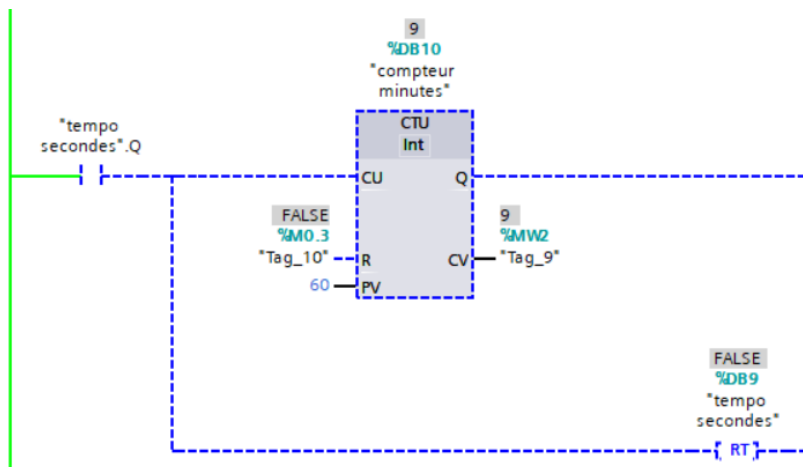 9
%DB10
"compteur
minutes"
"tempo
secondes".Q
CTU
Int
CU Q
FALSE 9
%M0.3 %MW2
"Tag_10" R CV "Tag_9"
60 PV
FALSE
%DB9
"tempo
secondes"
RT